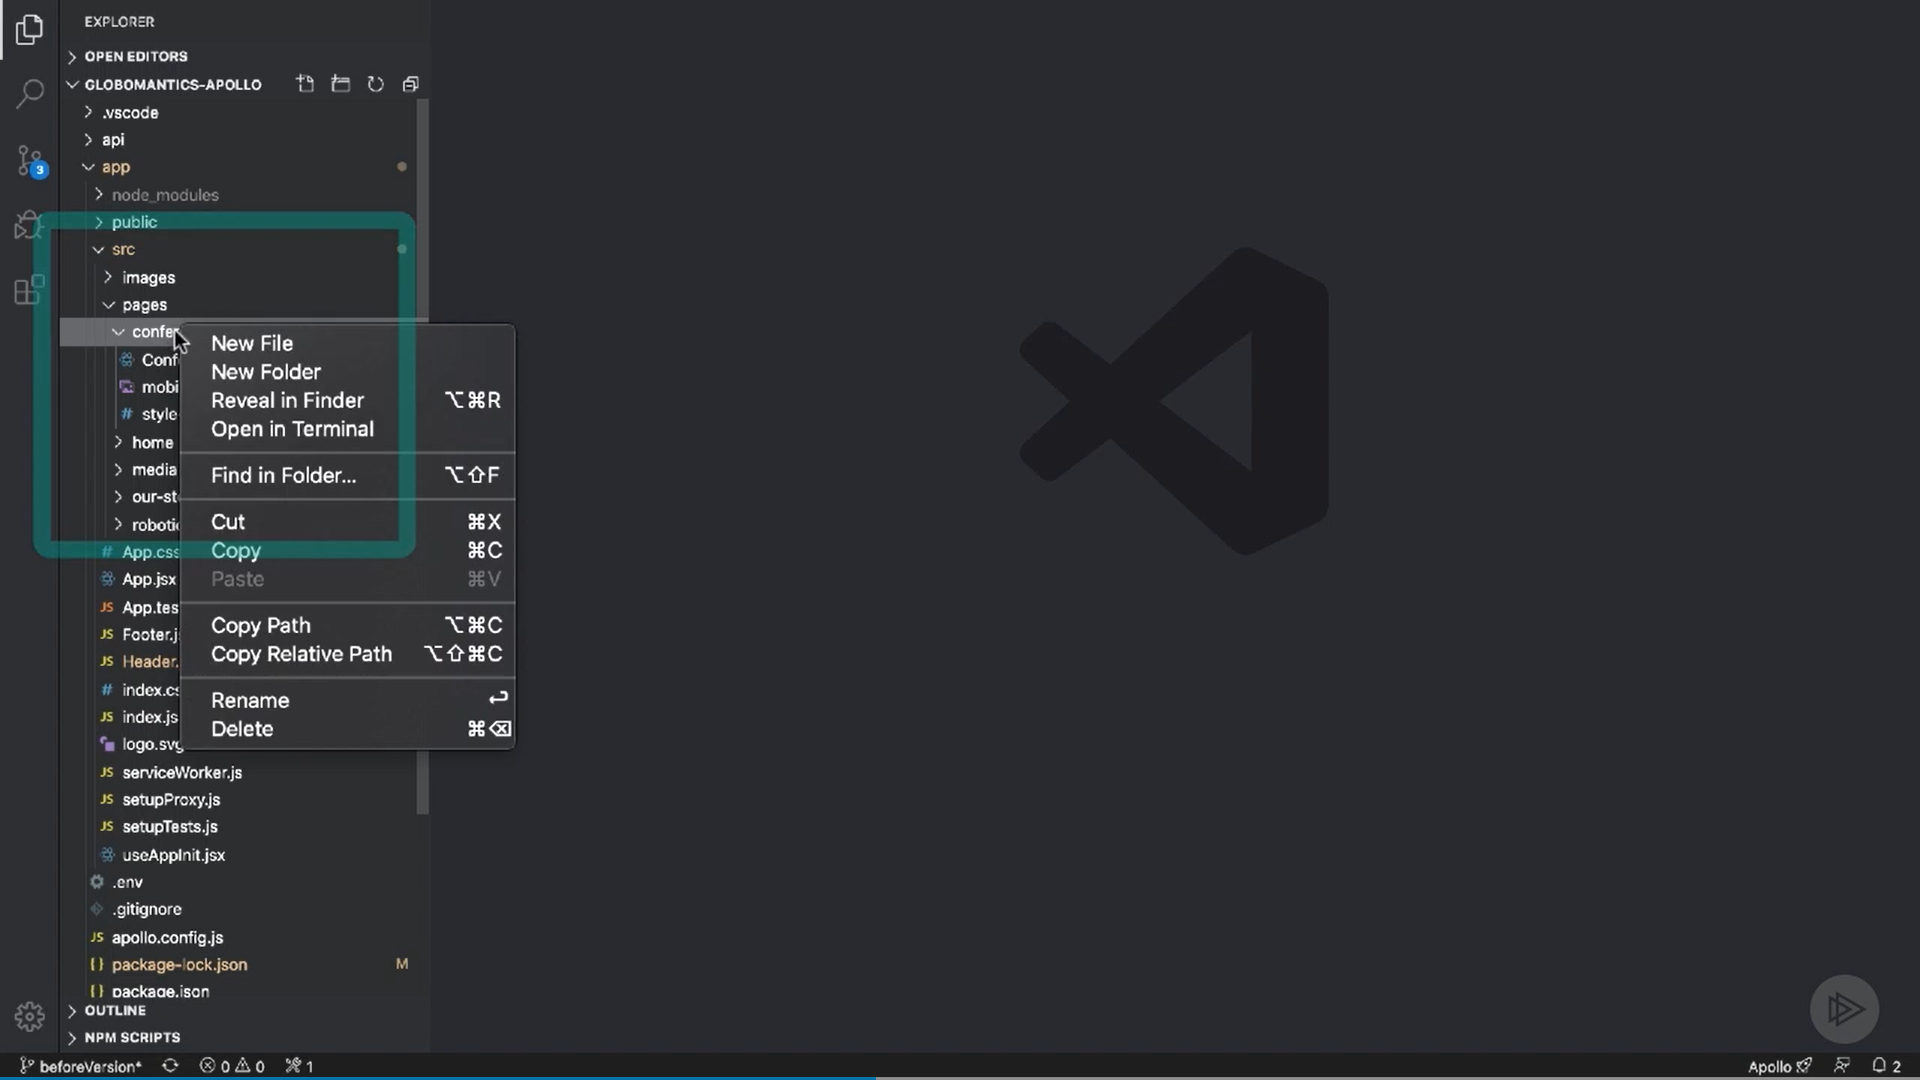 EXPLORER
OPEN EDITORS
GLOBOMANTICS-APOLLO
.vscode
api
app
node_modules
public
src
images
pages
confe
Conf
mobi
style
home
media
our-st
robotic
App.css
App.jsx
App.tes
Footer.j
Header.
index.cs
index.js
logo.svg
serviceWorker.js
setupProxy.js
setupTests.js
useAppInit.jsx
.env
.gitignore
apollo.config.js
package-lock.json M
package.json
OUTLINE
NPM SCRIPTS
New File
New Folder
Reveal in Finder ⌥⌘R
Open in Terminal
Find in Folder... ⌥⇧F
Cut ⌘X
Copy ⌘C
Paste ⌘V
Copy Path ⌥⌘C
Copy Relative Path ⌥⇧⌘C
Rename ↩
Delete ⌘⌫
3
beforeVersion* 0 0 1 Apollo 2